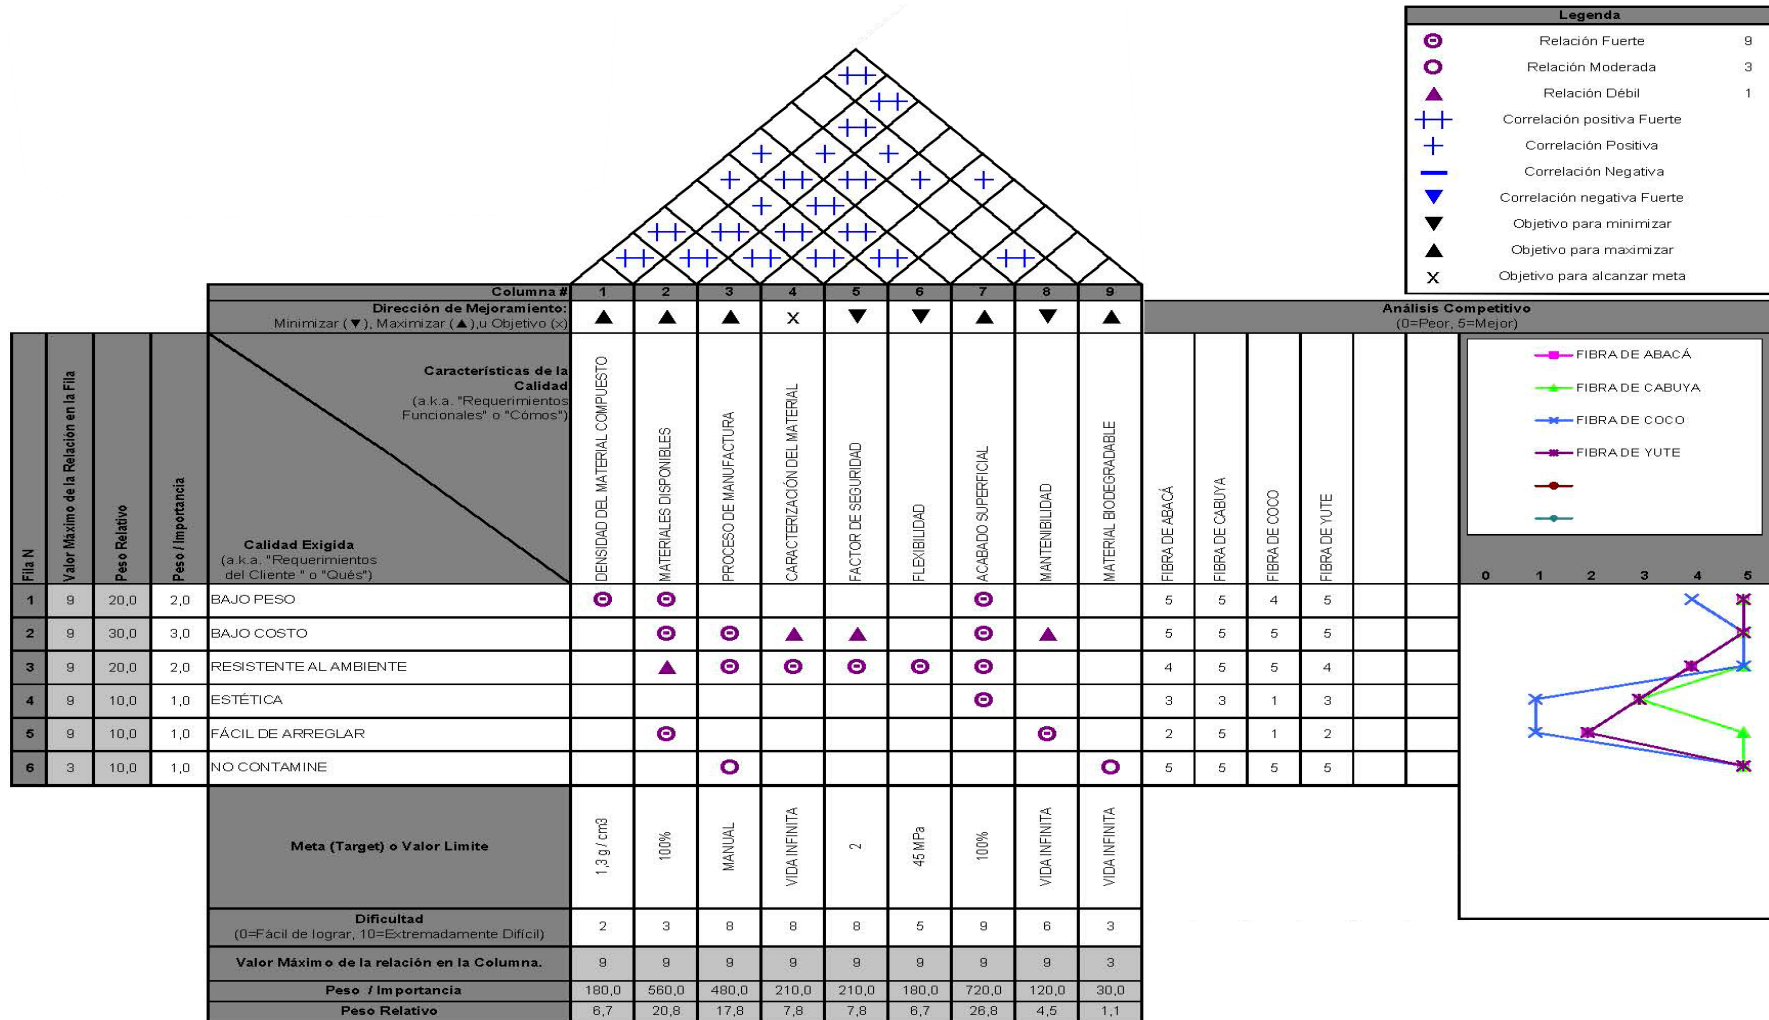 Legenda
Relación Fuerte 9
Relación Moderada 3
Relación Débil 1
Correlación positiva Fuerte
Correlación Positiva
Correlación Negativa
Correlación negativa Fuerte
Objetivo para minimizar
Objetivo para maximizar
X Objetivo para alcanzar meta
Columna # 1 2 3 4 5 6 7 8 9
Dirección de Mejoramiento:
Minimizar (▼), Maximizar (▲),u Objetivo (x) ▲ ▲ ▲ X ▼ ▼ ▲ ▼ ▲
Análisis Competitivo
(0=Peor, 5=Mejor)
Fila N
Valor Máximo de la Relación en la Fila
Peso Relativo
Peso / Importancia
Características de la
Calidad
(a.k.a. "Requerimientos
Funcionales" o "Cómos")
Calidad Exigida
(a.k.a. "Requerimientos
del Cliente " o "Qués")
DENSIDAD DEL MATERIAL COMPUESTO
MATERIALES DISPONIBLES
PROCESO DE MANUFACTURA
CARACTERIZACIÓN DEL MATERIAL
FACTOR DE SEGURIDAD
FLEXIBILIDAD
ACABADO SUPERFICIAL
MANTENIBILIDAD
MATERIAL BIODEGRADABLE
FIBRA DE ABACÁ
FIBRA DE CABUYA
FIBRA DE COCO
FIBRA DE YUTE
FIBRA DE ABACÁ
FIBRA DE CABUYA
FIBRA DE COCO
FIBRA DE YUTE
0 1 2 3 4 5
1 9 20,0 2,0 BAJO PESO 5 5 4 5
2 9 30,0 3,0 BAJO COSTO 5 5 5 5
3 9 20,0 2,0 RESISTENTE AL AMBIENTE 4 5 5 4
4 9 10,0 1,0 ESTÉTICA 3 3 1 3
5 9 10,0 1,0 FÁCIL DE ARREGLAR 2 5 1 2
6 3 10,0 1,0 NO CONTAMINE 5 5 5 5
Meta (Target) o Valor Limite
1,3 g / cm3
100%
MANUAL
VIDA INFINITA
2
45 MPa
100%
VIDA INFINITA
VIDA INFINITA
Dificultad
(0=Fácil de lograr, 10=Extremadamente Difícil) 2 3 8 8 8 5 9 6 3
Valor Máximo de la relación en la Columna. 9 9 9 9 9 9 9 9 3
Peso / Importancia 180,0 560,0 480,0 210,0 210,0 180,0 720,0 120,0 30,0
Peso Relativo 6,7 20,8 17,8 7,8 7,8 6,7 26,8 4,5 1,1